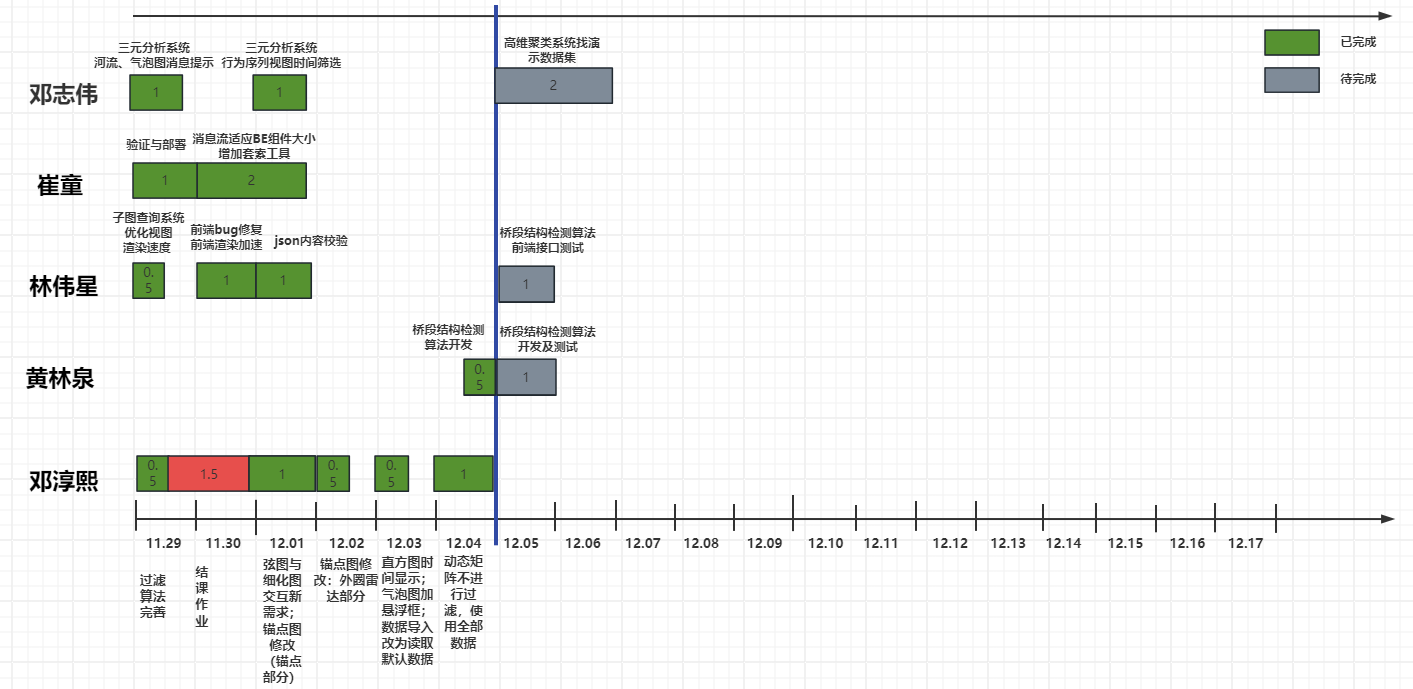 三元分析系统
河流、气泡图消息提示
三元分析系统
行为序列视图时间筛选
高维聚类系统找演
示数据集
已完成
待完成
邓志伟
1
1
2
验证与部署
消息流适应BE组件大小
增加套索工具
崔童
1
2
子图查询系统
优化视图
渲染速度
前端bug修复
前端渲染加速
json内容校验
桥段结构检测算法
前端接口测试
林伟星
0.
5
1
1
1
桥段结构检测
算法开发
桥段结构检测算法
开发及测试
黄林泉
0.
5
1
邓淳熙
0.
5
1.5
1
0.
5
0.
5
1
11.29
11.30
12.01
12.02
12.03
12.04
12.05
12.06
12.07
12.08
12.09
12.10
12.11
12.12
12.13
12.14
12.15
12.16
12.17
过滤
算法
完善
结
课
作
业
弦图与
细化图
交互新
需求；
锚点图
修改
（锚点
部分）
锚点图修
改：外圈雷
达部分
直方图时
间显示；
气泡图加
悬浮框；
数据导入
改为读取
默认数据
动态矩
阵不进
行过
滤，使
用全部
数据